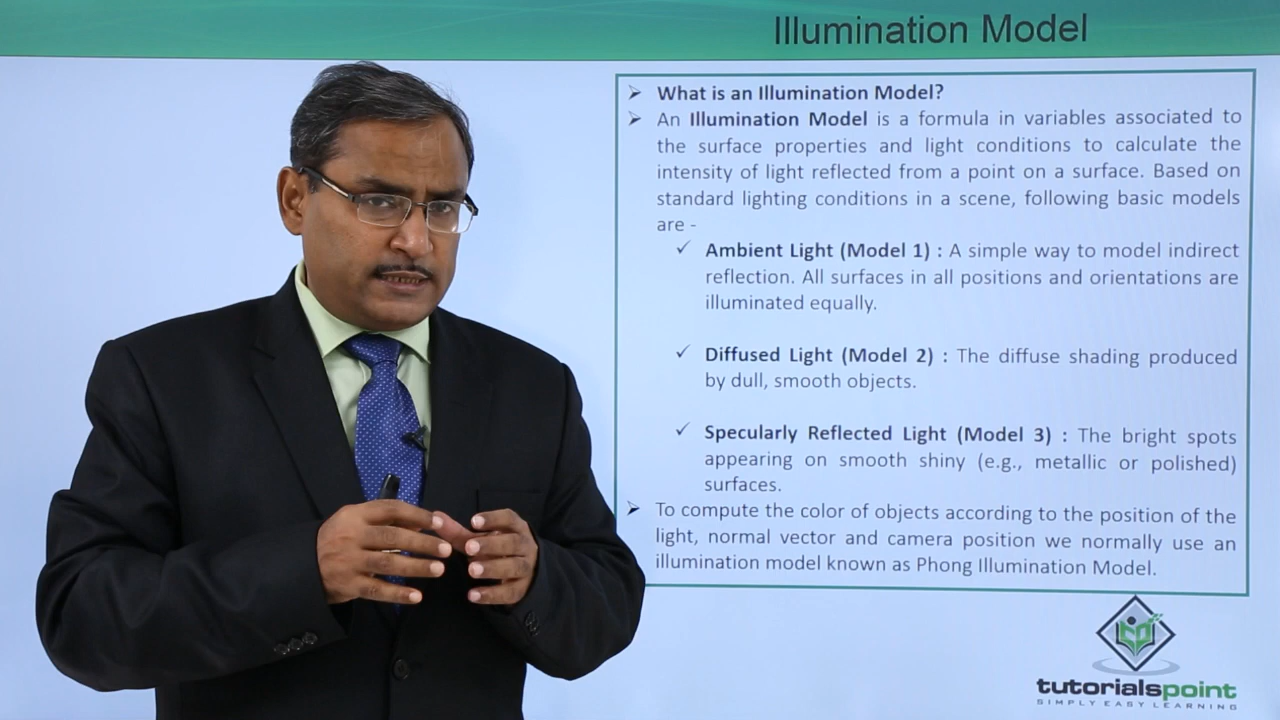 Illumination Model
➢ What is an Illumination Model?
➢ An Illumination Model is a formula in variables associated to
the surface properties and light conditions to calculate the
intensity of light reflected from a point on a surface. Based on
standard lighting conditions in a scene, following basic models
are -
✓ Ambient Light (Model 1) : A simple way to model indirect
reflection. All surfaces in all positions and orientations are
illuminated equally.
✓ Diffused Light (Model 2) : The diffuse shading produced
by dull, smooth objects.
✓ Specularly Reflected Light (Model 3) : The bright spots
appearing on smooth shiny (e.g., metallic or polished)
surfaces.
➢ To compute the color of objects according to the position of the
light, normal vector and camera position we normally use an
illumination model known as Phong Illumination Model.
tutorialspoint
SIMPLY EASY LEARNING